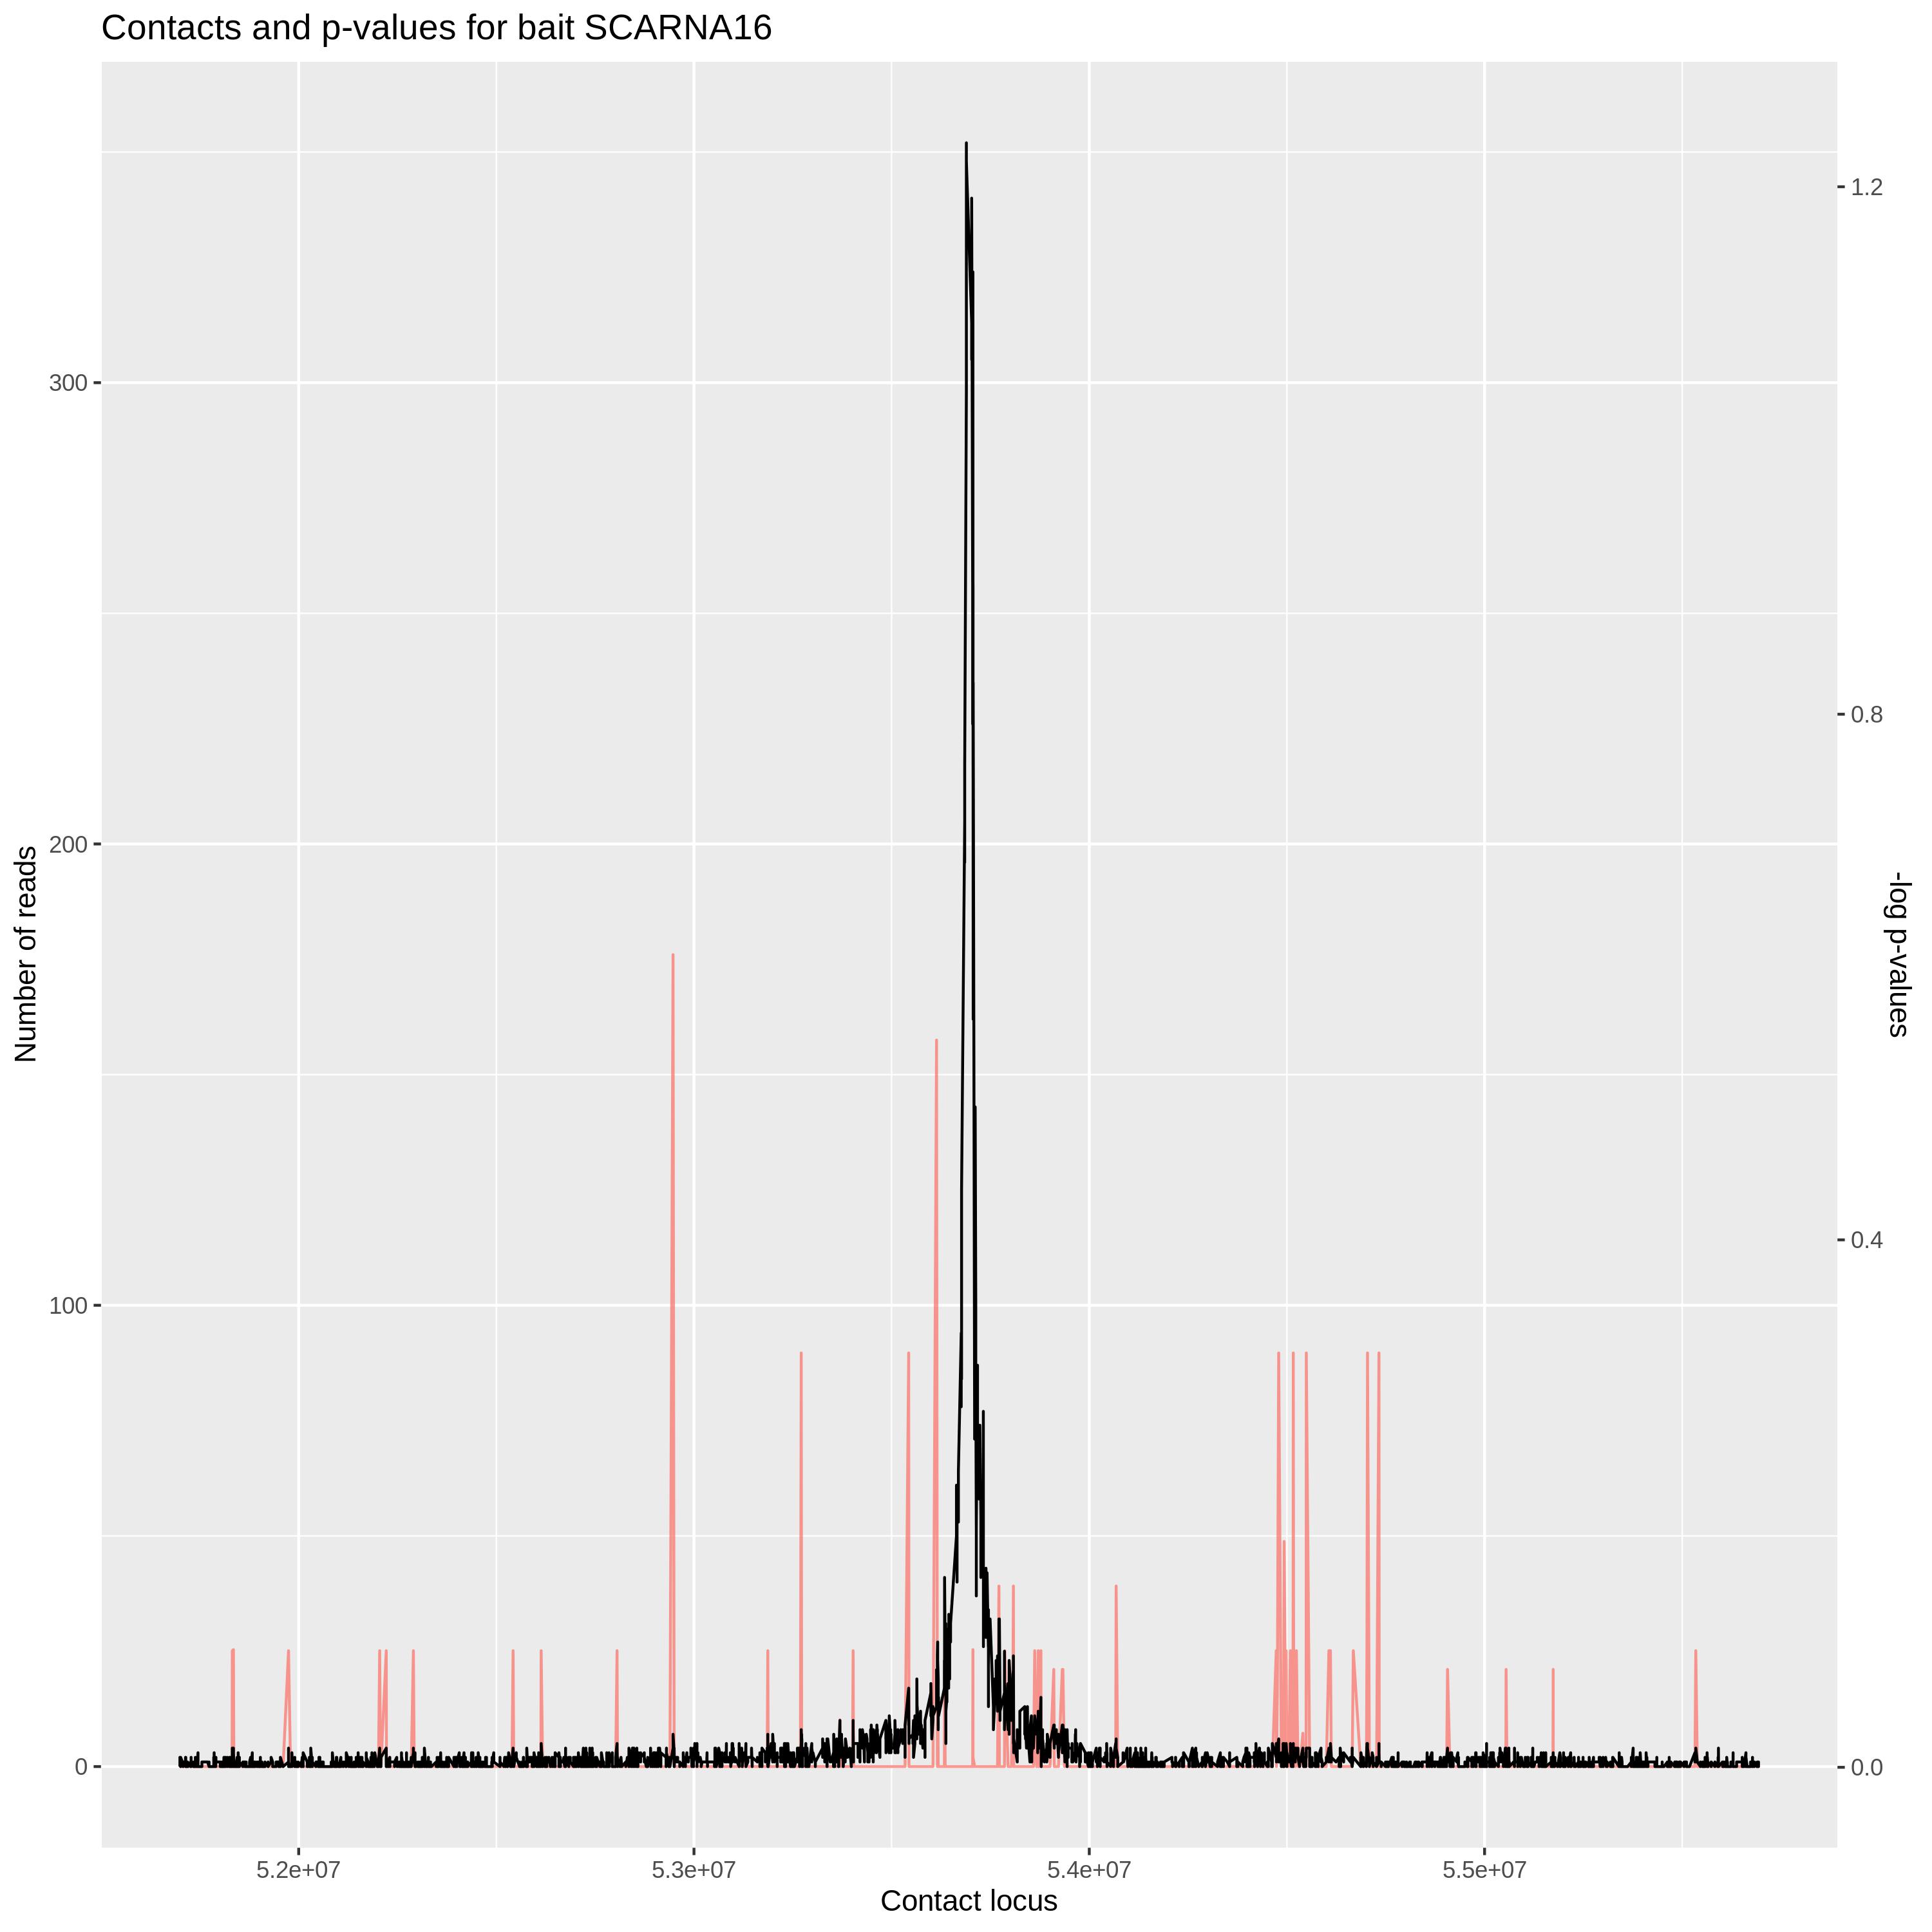 Contacts and p-values for bait SCARNA16
1.2
300
0.8
200
Number of reads
-log p-values
0.4
100
0
0.0
5.2e+07
5.3e+07
5.4e+07
5.5e+07
Contact locus